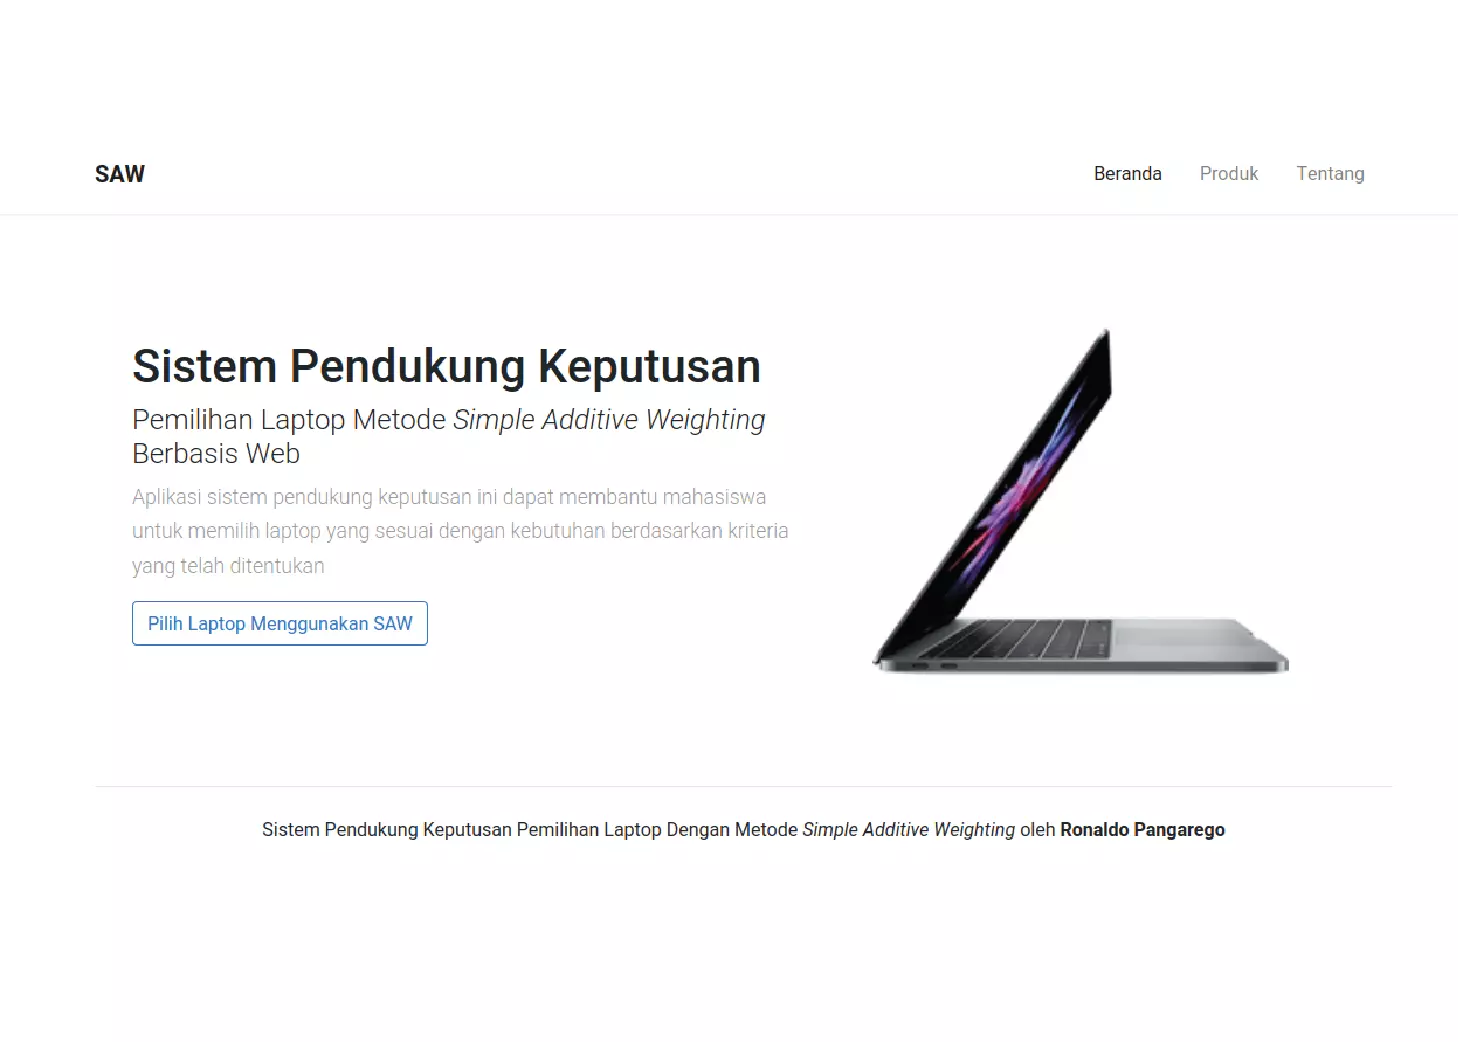 SAW
Beranda Produk Tentang
Sistem Pendukung Keputusan
Pemilihan Laptop Metode Simple Additive Weighting
Berbasis Web
Aplikasi sistem pendukung keputusan ini dapat membantu mahasiswa
untuk memilih laptop yang sesuai dengan kebutuhan berdasarkan kriteria
yang telah ditentukan
Pilih Laptop Menggunakan SAW
Sistem Pendukung Keputusan Pemilihan Laptop Dengan Metode Simple Additive Weighting oleh Ronaldo Pangarego